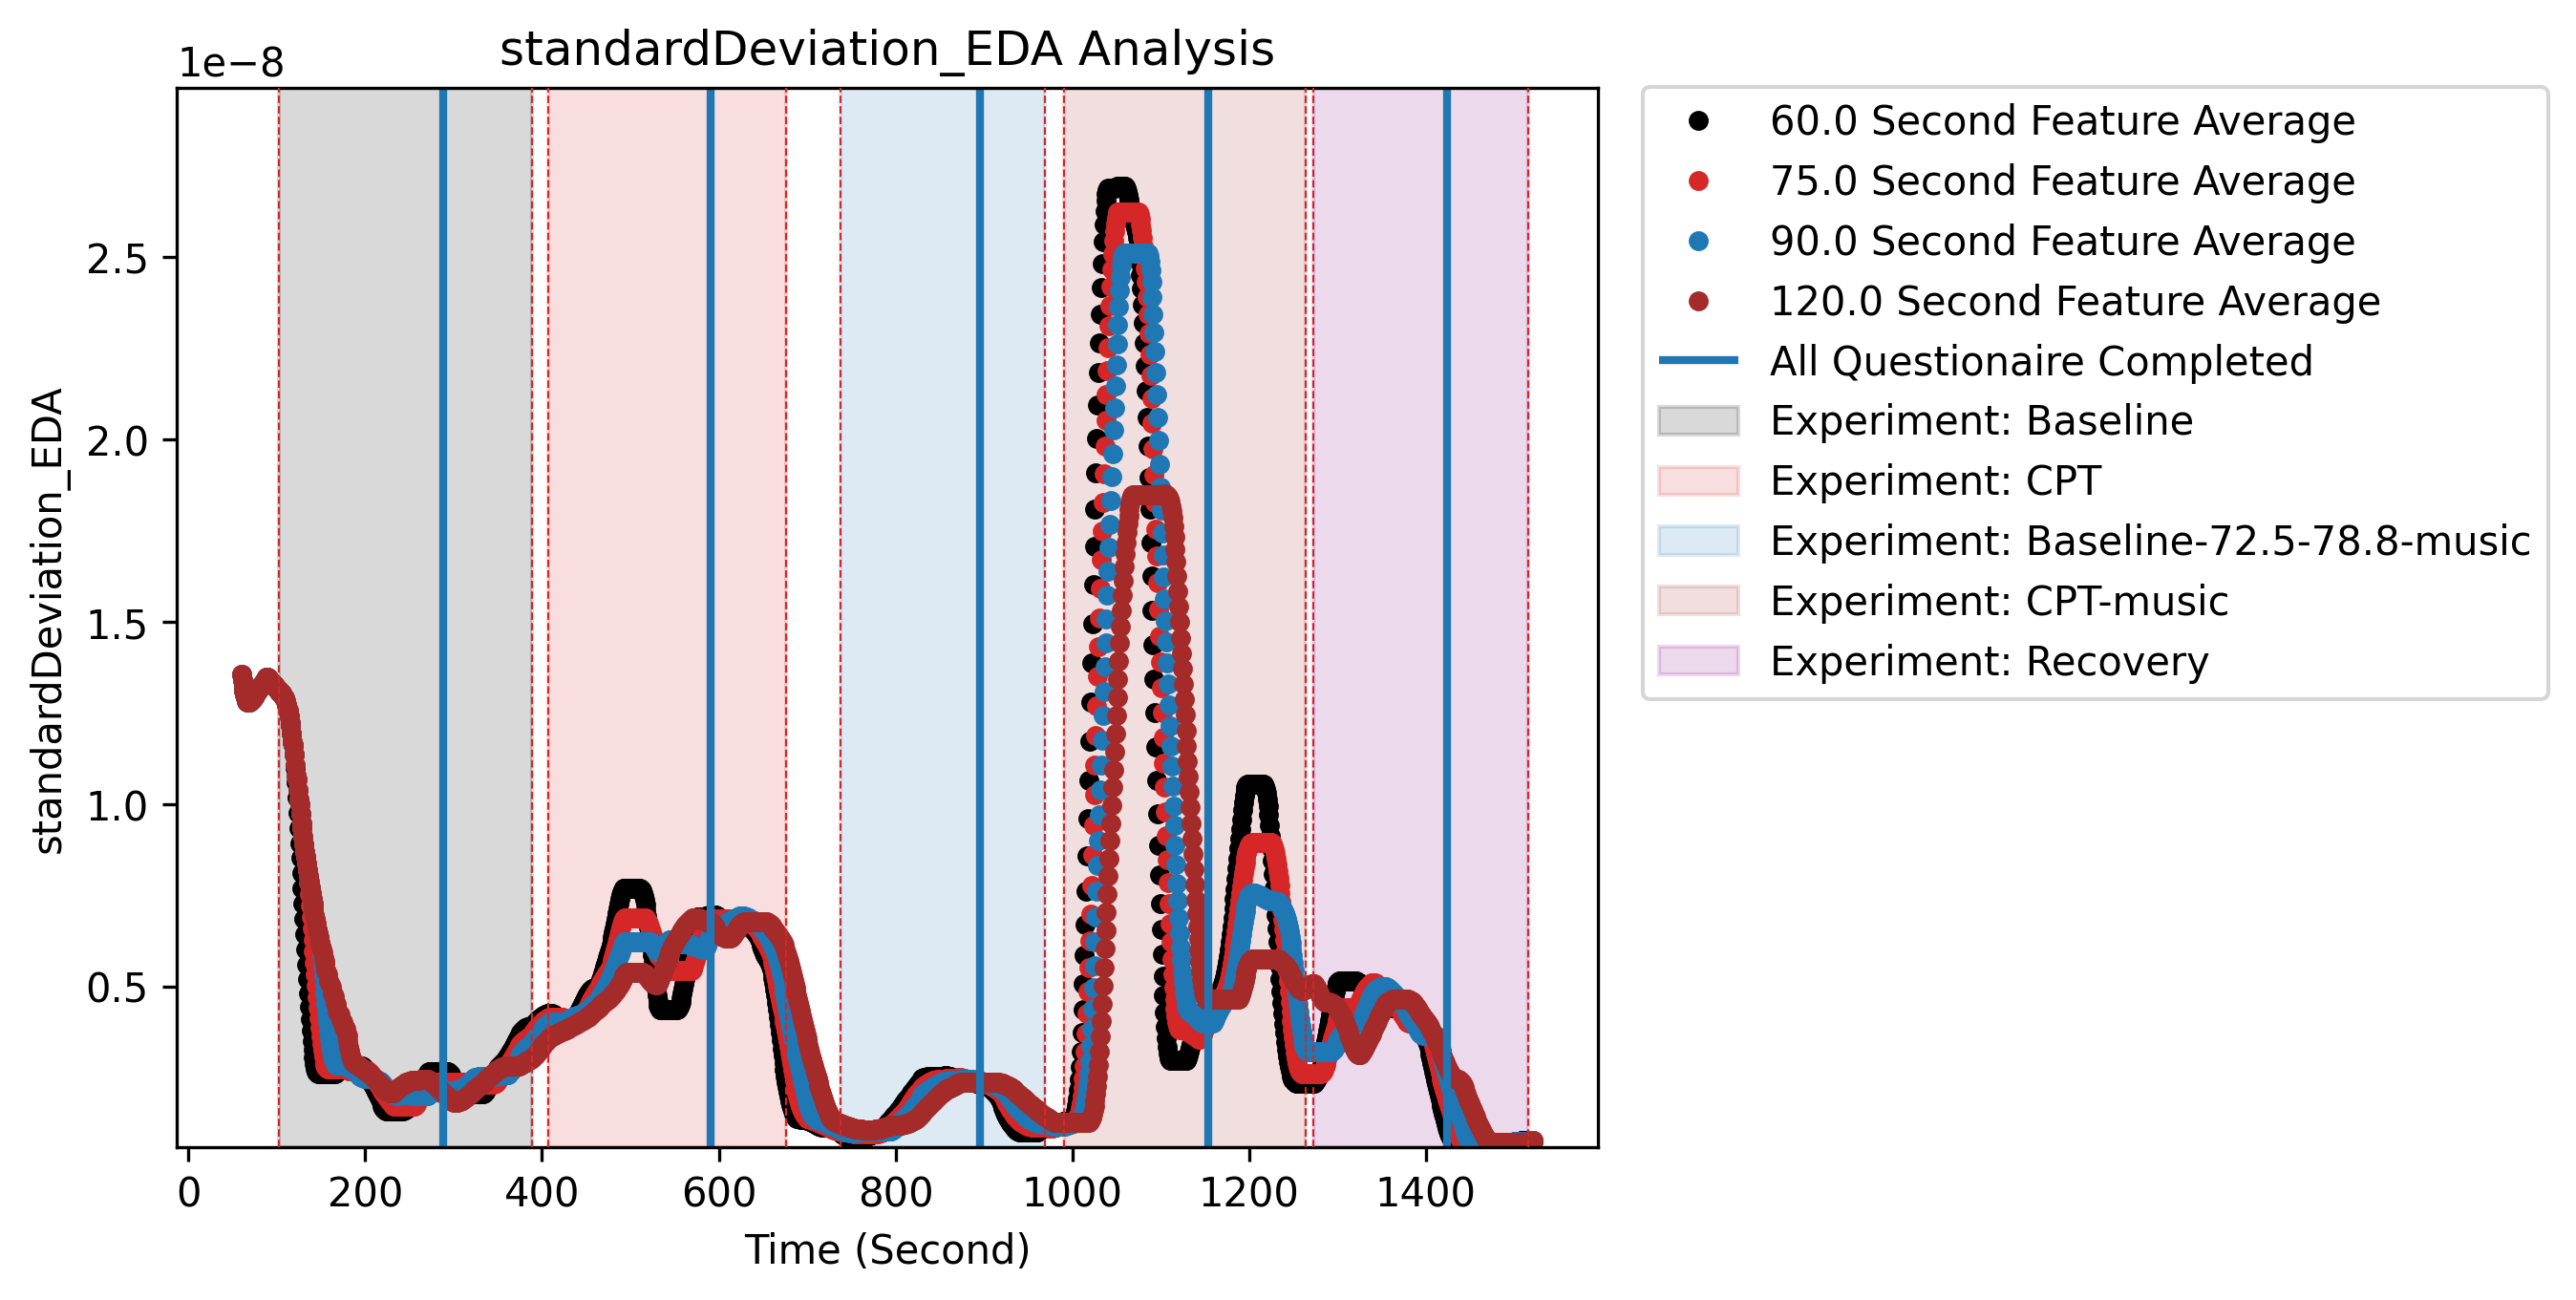 standardDeviation_EDA Analysis
1e−8
2.5
2.0
1.5
1.0
0.5
standardDeviation_EDA
0 200 400 600 800 1000 1200 1400
Time (Second)
60.0 Second Feature Average
75.0 Second Feature Average
90.0 Second Feature Average
120.0 Second Feature Average
All Questionaire Completed
Experiment: Baseline
Experiment: CPT
Experiment: Baseline-72.5-78.8-music
Experiment: CPT-music
Experiment: Recovery